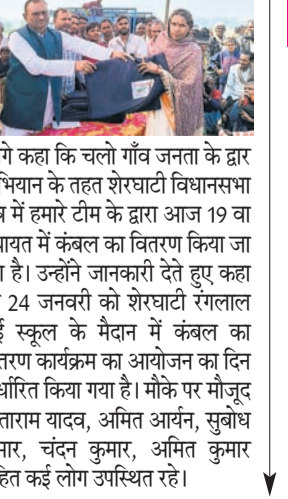 गे कहा कि चलो गाँव जनता के द्वार
भियान के तहत शेरघाटी विधानसभा
त्र में हमारे टीम के द्वारा आज 19 वा
चायत में कंबल का वितरण किया जा
ा है। उन्होंने जानकारी देते हुए कहा
24 जनवरी को शेरघाटी रंगलाल
ई स्कूल के मैदान में कंबल का
तरण कार्यक्रम का आयोजन का दिन
र्धारित किया गया है। मौके पर मौजूद
ताराम यादव, अमित आर्यन, सुबोध
मार, चंदन कुमार, अमित कुमार
हित कई लोग उपस्थित रहे।